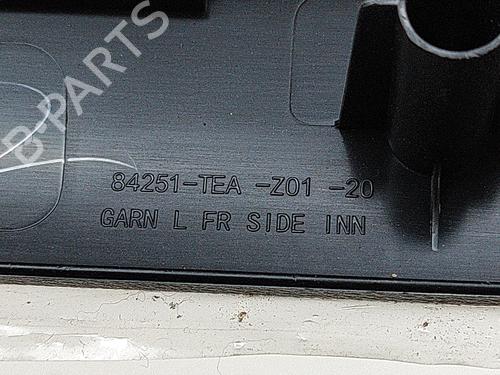 B-PARTS
84251-TEA -Z01 -20
GARN L FR SIDE INN